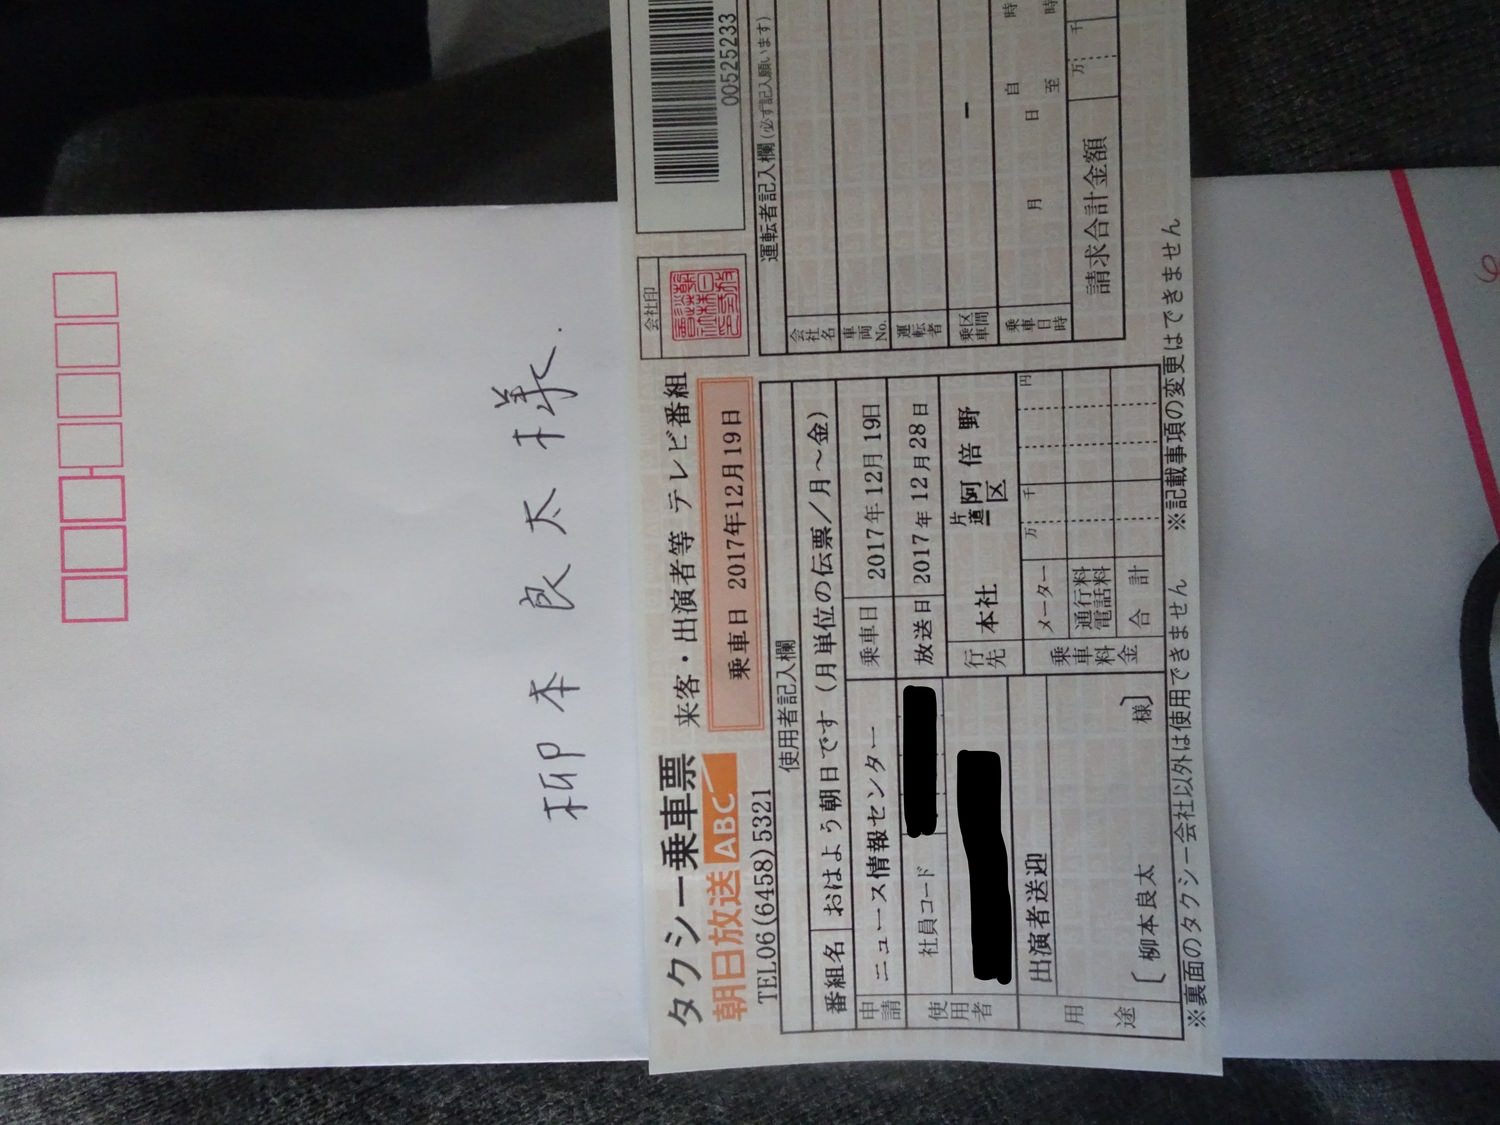 柳本良太様.
タクシー乗車票
来客・出演者等 テレビ番組
朝日放送 ABC
乗車日 2017年12月19日
TEL06(6458)5321
会社印
00525233
使用者記入欄
番組名 おはよう朝日です(月単位の伝票/月~金)
申請 ニュース情報センター
乗車日 2017年12月19日
使用者 社員コード
放送日 2017年12月28日
行先 本社 片道 阿倍野区
用途 出演者送迎
〔柳本良太 様〕
乗車料金
メーター 万 千 円
通行料 電話料
合計
運転者記入欄(必ず記入願います)
会社名
車両No.
運転者
乗車区間 ー
乗車日時 月 日 自 時 至 時
請求合計金額 万 千
※裏面のタクシー会社以外は使用できません ※記載事項の変更はできません